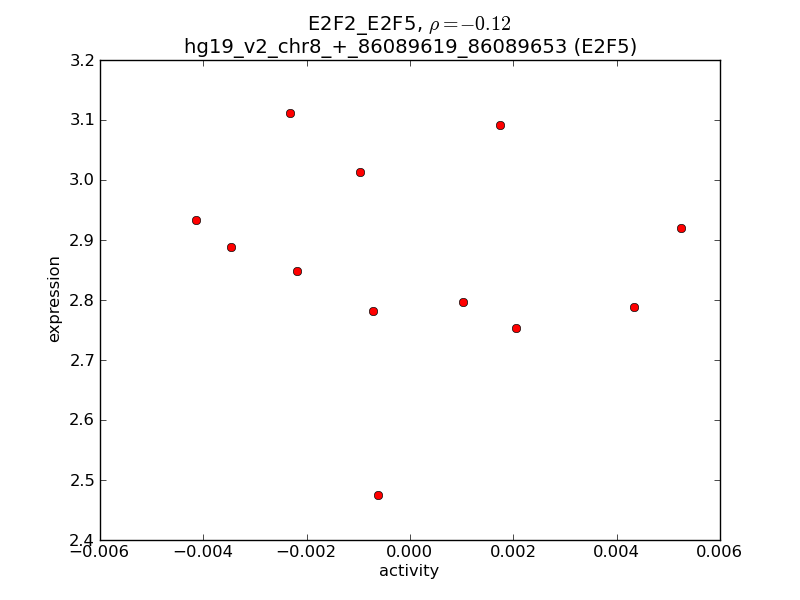 E2F2_E2F5, ρ = −0.12
hg19_v2_chr8_+_86089619_86089653 (E2F5)
3.2
3.1
3.0
2.9
2.8
2.7
2.6
2.5
2.4
expression
−0.006 −0.004 −0.002 0.000 0.002 0.004 0.006
activity